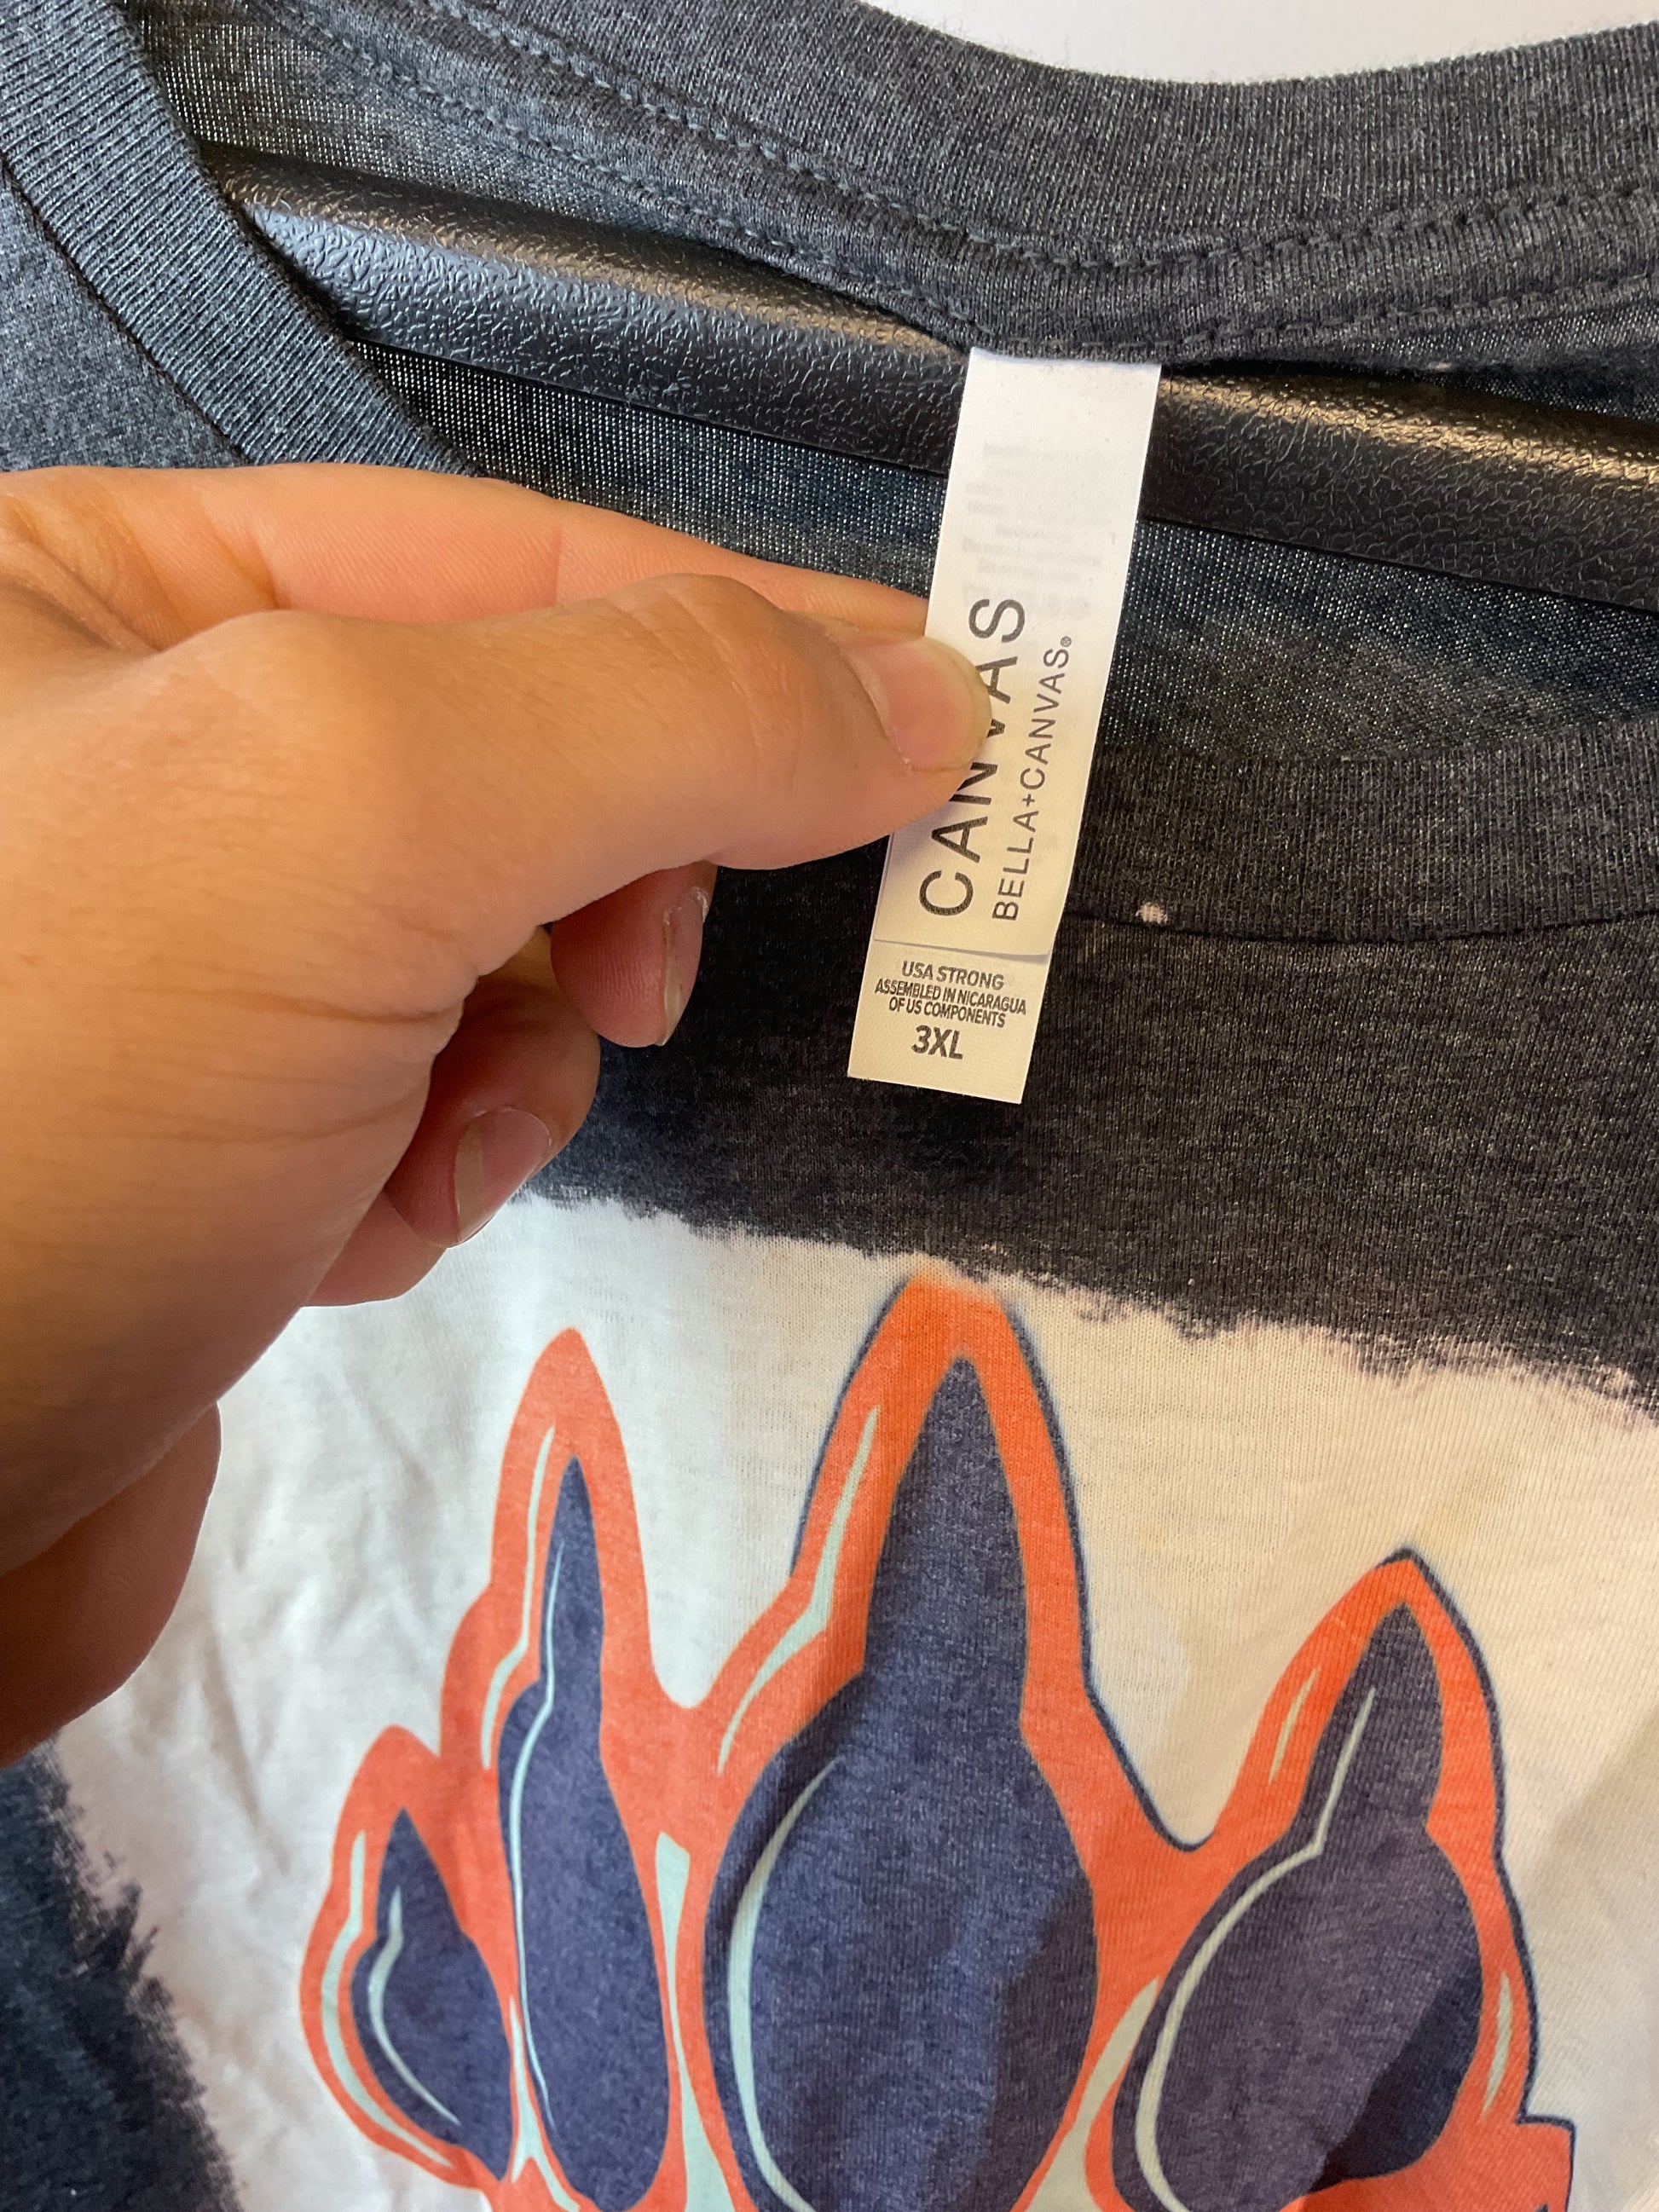 CANVAS
BELLA+CANVAS®
USA STRONG
ASSEMBLED IN NICARAGUA
OF US COMPONENTS
3XL